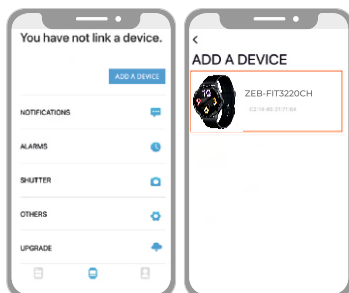 You have not link a device.
ADD A DEVICE
NOTIFICATIONS
ALARMS
SHUTTER
OTHERS
UPGRADE
ADD A DEVICE
ZEB-FIT3220CH